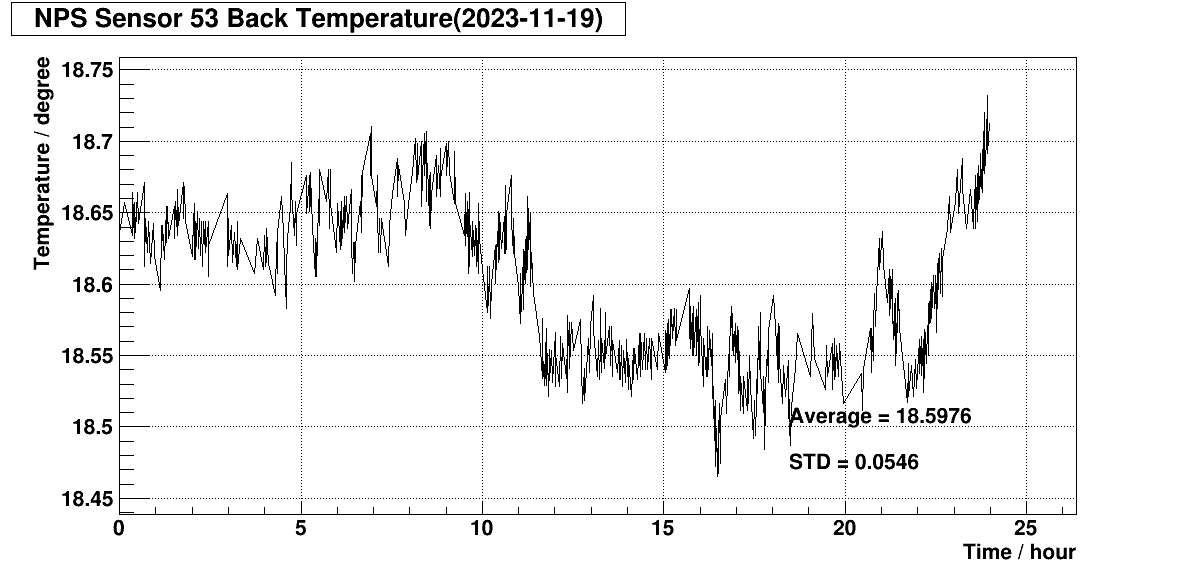 NPS Sensor 53 Back Temperature(2023-11-19)
Temperature / degree
18.75
18.7
18.65
18.6
18.55
18.5
18.45
Average = 18.5976
STD = 0.0546
0 5 10 15 20 25
Time / hour